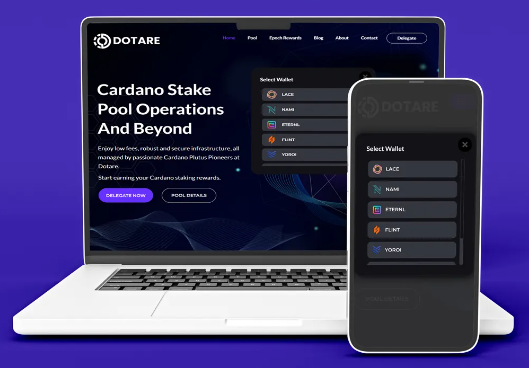 DOTARE
Home Pool Epoch Rewards Blog About Contact Delegate
Cardano Stake
Pool Operations
And Beyond
Enjoy low fees, robust and secure infrastructure, all
managed by passionate Cardano Plutus Pioneers at
Dotare.
Start earning your Cardano staking rewards.
DELEGATE NOW POOL DETAILS
Select Wallet
LACE
NAMI
ETERNL
FLINT
YOROI
DOTARE
Select Wallet
LACE
NAMI
ETERNL
FLINT
YOROI